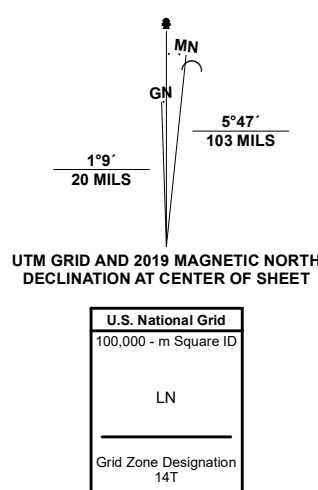 MN
GN
5°47´
103 MILS
1°9´
20 MILS
UTM GRID AND 2019 MAGNETIC NORTH
DECLINATION AT CENTER OF SHEET
U.S. National Grid
100,000 - m Square ID
LN
Grid Zone Designation
14T